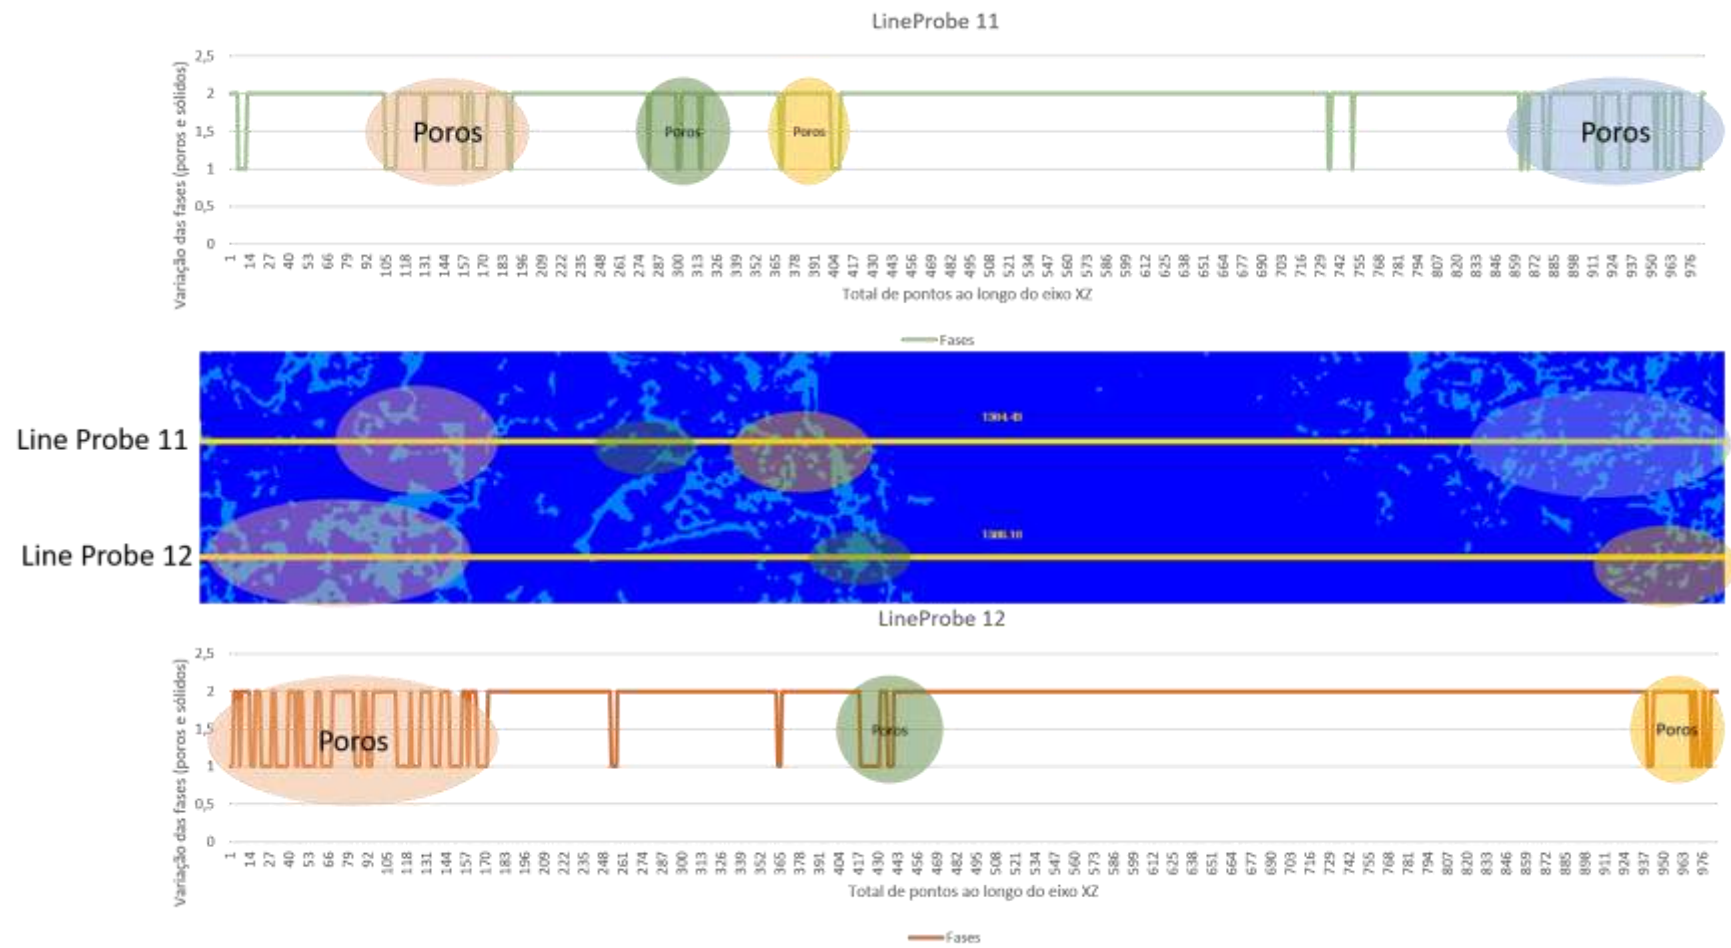 LineProbe 11
Variação das fases (poros e sólidos)
2,5
2
1,5
1
0,5
0
Poros
Poros
Poros
Poros
1 14 27 40 53 66 79 92 105 118 131 144 157 170 183 196 209 222 235 248 261 274 287 300 313 326 339 352 365 378 391 404 417 430 443 456 469 482 495 508 521 534 547 560 573 586 599 612 625 638 651 664 677 690 703 716 729 742 755 768 781 794 807 820 833 846 859 872 885 898 911 924 937 950 963 976
Total de pontos ao longo do eixo XZ
Fases
Line Probe 11
Line Probe 12
LineProbe 12
Variação das fases (poros e sólidos)
2,5
2
1,5
1
0,5
0
Poros
Poros
Poros
1 14 27 40 53 66 79 92 105 118 131 144 157 170 183 196 209 222 235 248 261 274 287 300 313 326 339 352 365 378 391 404 417 430 443 456 469 482 495 508 521 534 547 560 573 586 599 612 625 638 651 664 677 690 703 716 729 742 755 768 781 794 807 820 833 846 859 872 885 898 911 924 937 950 963 976
Total de pontos ao longo do eixo XZ
Fases